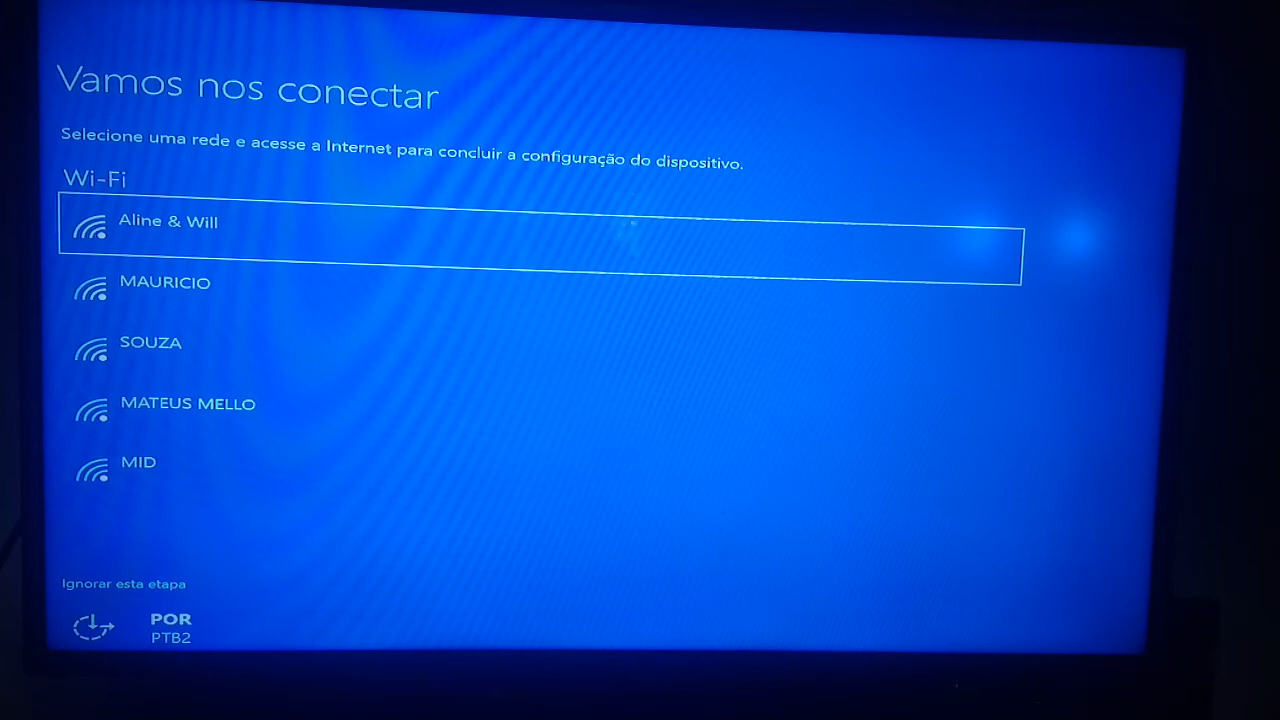 Vamos nos conectar
Selecione uma rede e acesse a Internet para concluir a configuração do dispositivo.
Wi-Fi
Aline & Will
MAURICIO
SOUZA
MATEUS MELLO
MID
Ignorar esta etapa
POR
PTB2